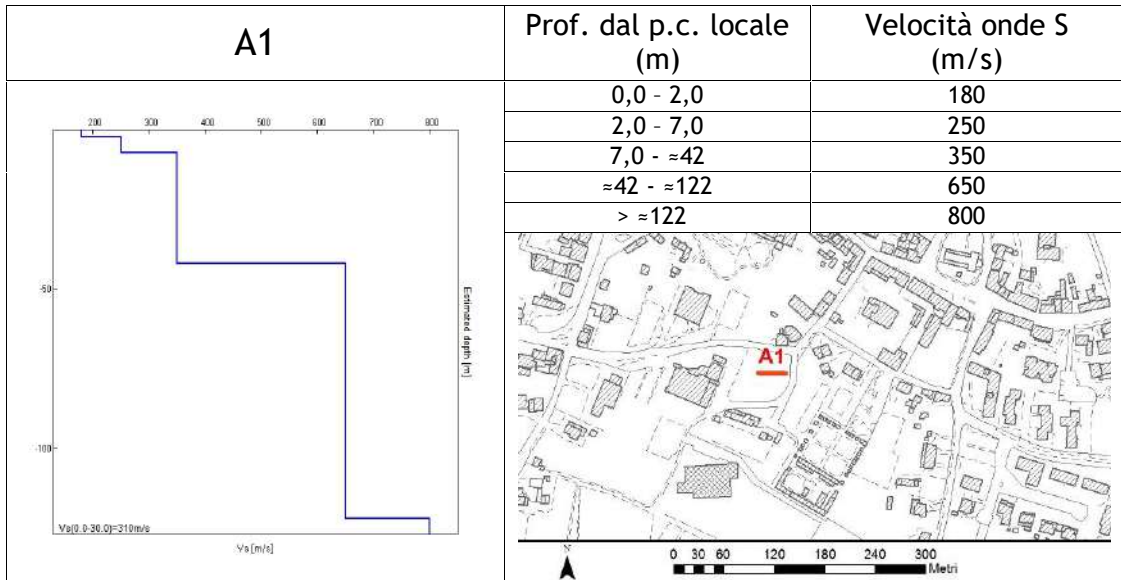 A1
Prof. dal p.c. locale
(m)
Velocità onde S
(m/s)
0,0 – 2,0 180
2,0 – 7,0 250
7,0 - ≈42 350
≈42 - ≈122 650
> ≈122 800
200 300 400 500 600 700 800
-50
-100
Estimated depth [m]
Vs(0.0-30.0)=310m/s
Vs [m/s]
A1
N
0 30 60 120 180 240 300
Metri